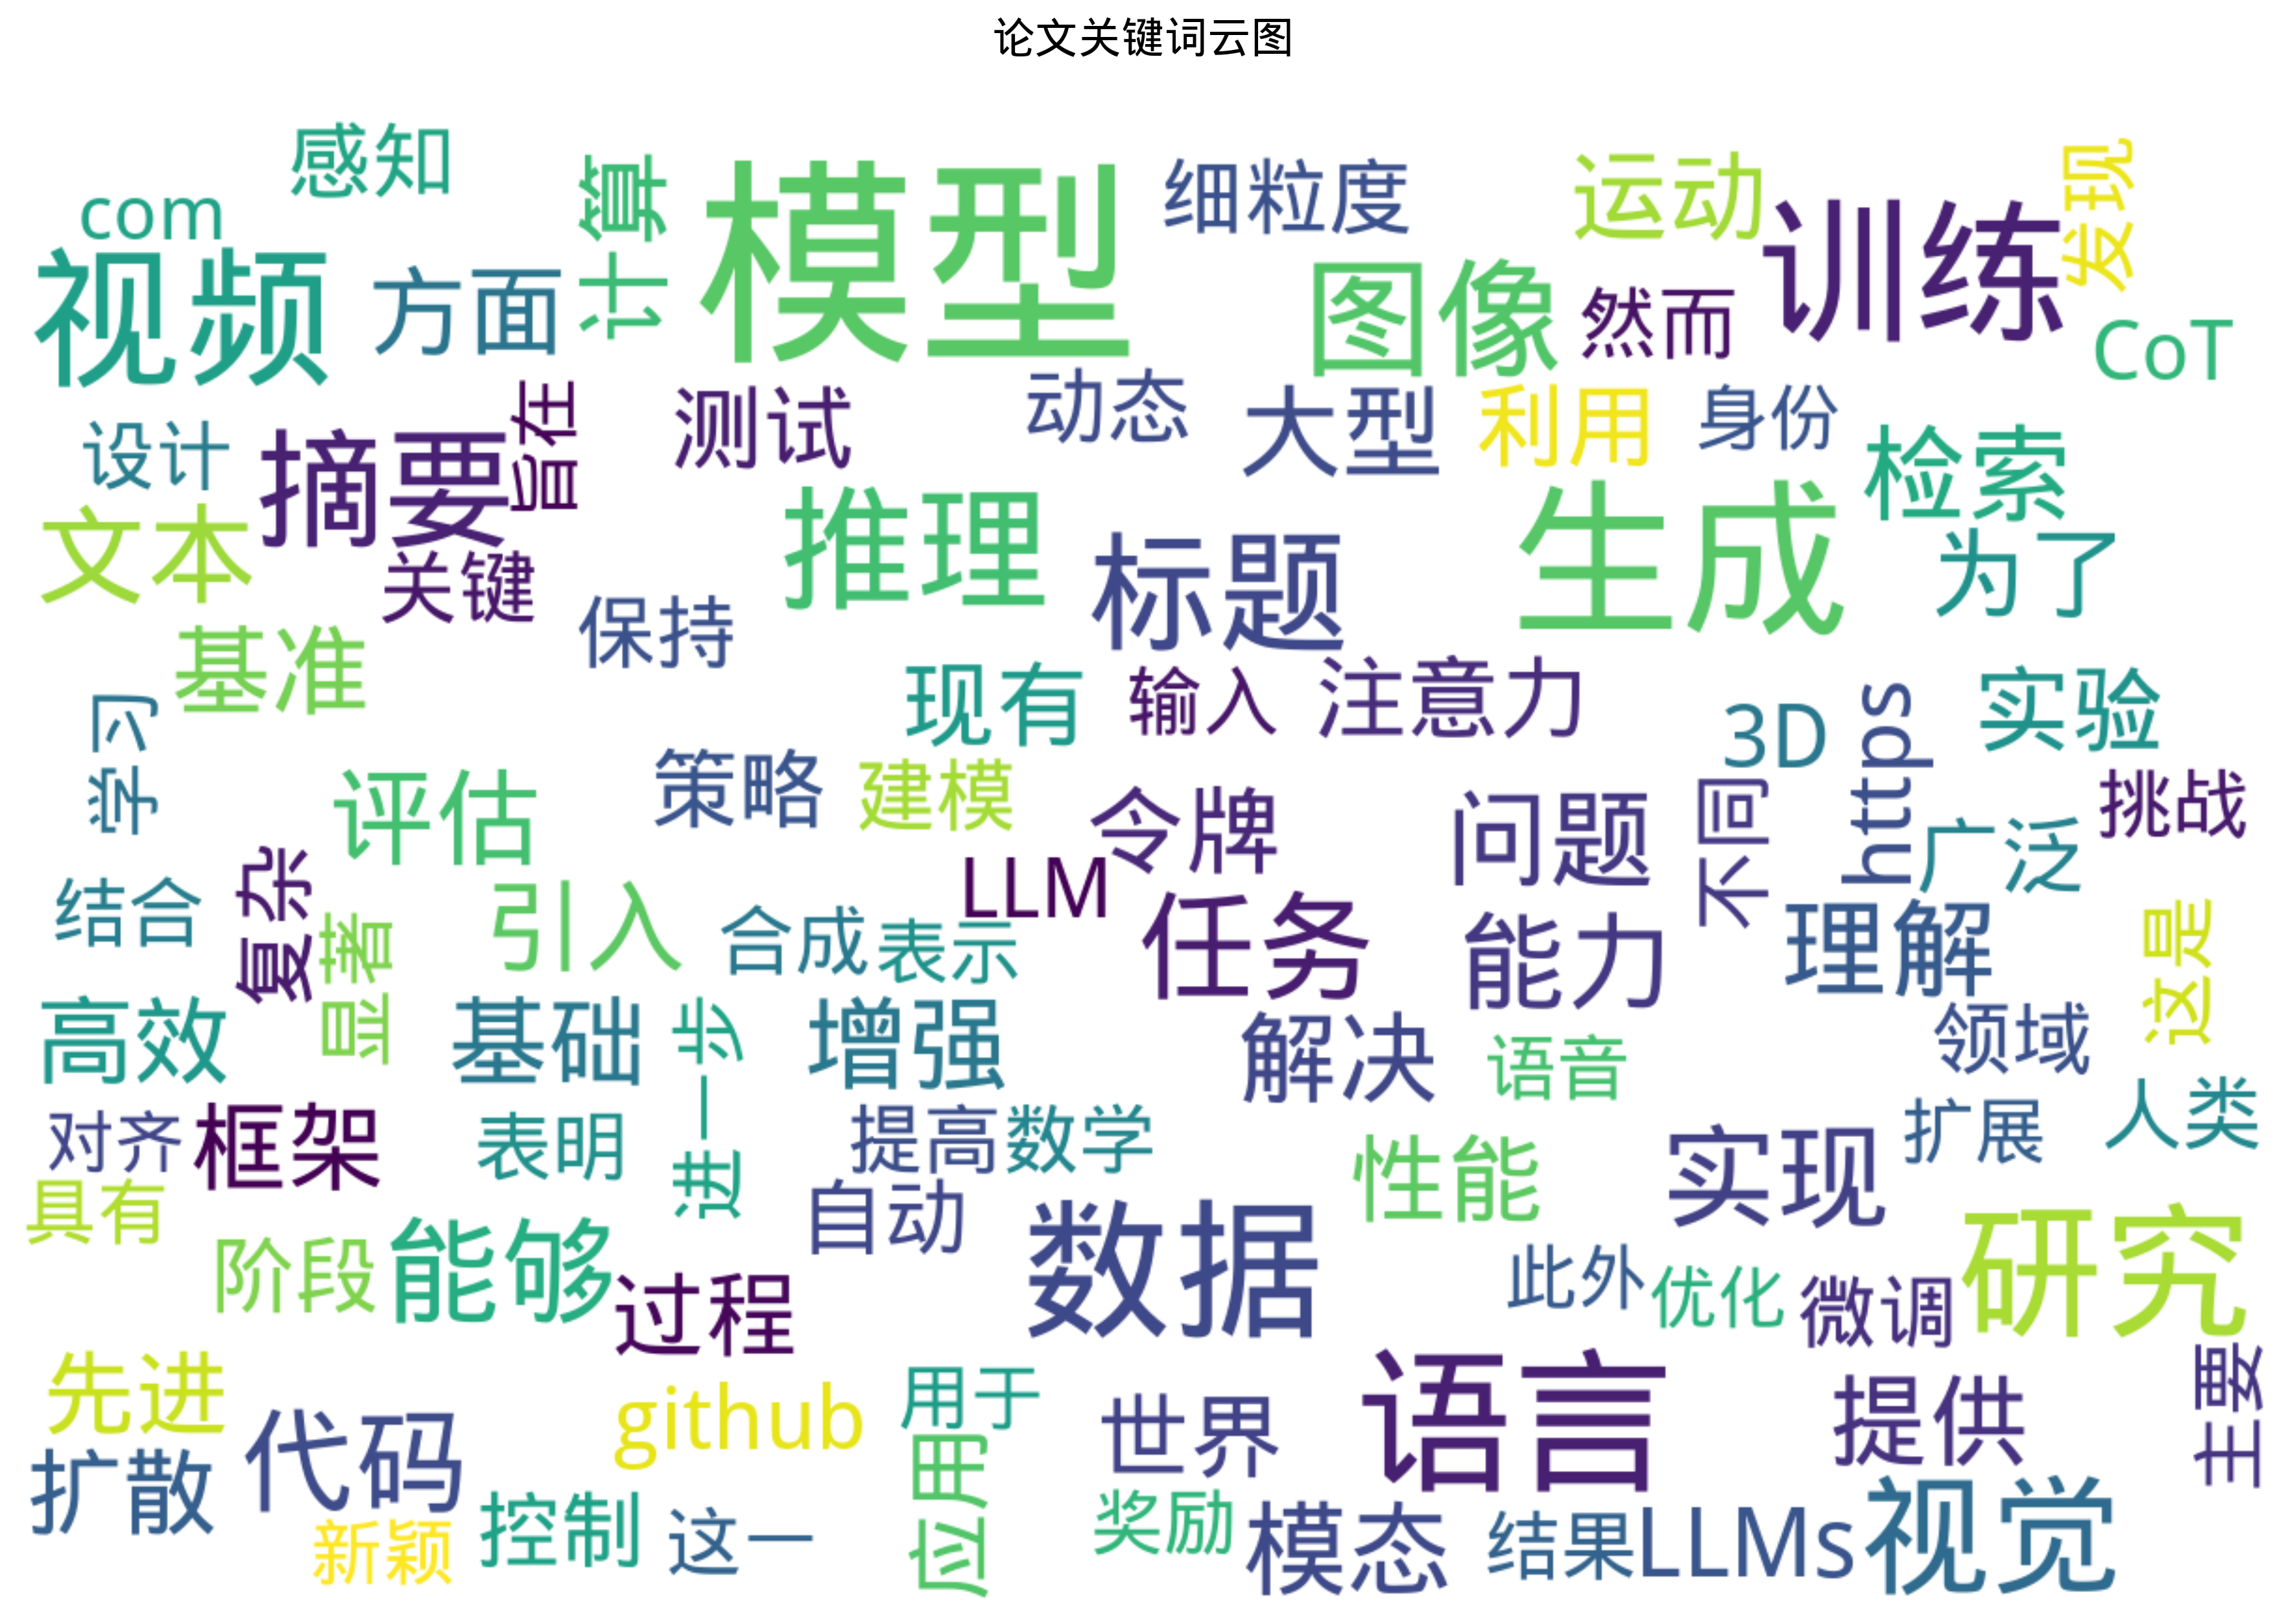 论文关键词云图
感知
计算
模型
细粒度
运动
发现
com
训练
视频
方面
图像
然而
CoT
旨在
测试
动态
大型
利用
身份
设计
摘要
检索
文本
推理
标题
生成
为了
关键
保持
基准
现有
输入
注意力
实验
学习
3D
https
策略
建模
评估
令牌
问题
不同
挑战
广泛
复杂
LLM
结合
显著
引入
合成
表示
任务
能力
理解
这是
高效
基础
进一步
增强
解决
语音
领域
对齐
框架
表明
提高
数学
性能
实现
扩展
人类
具有
自动
数据
研究
阶段
能够
过程
此外
优化
微调
先进
github
用于
语言
主要
扩散
代码
世界
提供
应用
新颖
控制
这一
奖励
模态
结果
LLMs
视觉